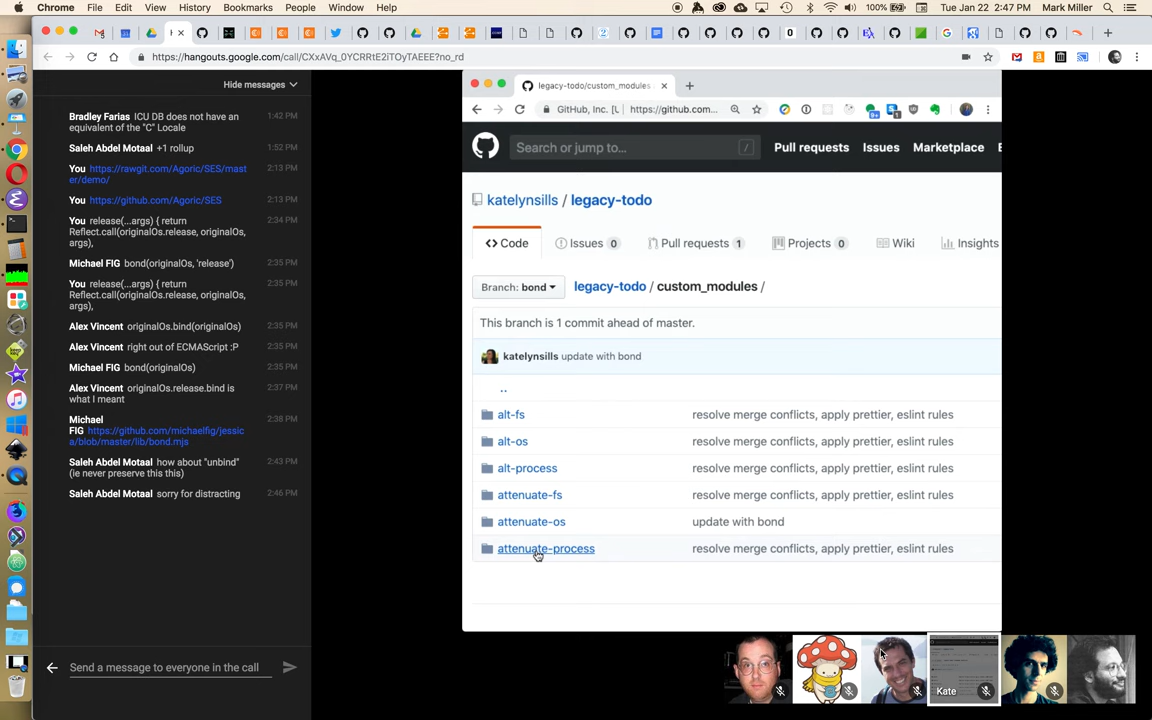 Chrome File Edit View History Bookmarks People Window Help 100% Tue Jan 22 2:47 PM Mark Miller
https://hangouts.google.com/call/CXxAVq_0YCRRtE2iTOyTAEEE?no_rd
Hide messages
Bradley Farias ICU DB does not have an 1:42 PM
equivalent of the "C" Locale
Saleh Abdel Motaal +1 rollup 1:52 PM
You https://rawgit.com/Agoric/SES/mast 2:13 PM
er/demo/
You https://github.com/Agoric/SES 2:13 PM
You release(...args) { return 2:34 PM
Reflect.call(originalOs.release, originalOs,
args),
Michael FIG bond(originalOs, 'release') 2:35 PM
You release(...args) { return 2:35 PM
Reflect.call(originalOs.release, originalOs,
args),
Alex Vincent originalOs.bind(originalOs) 2:35 PM
Alex Vincent right out of ECMAScript :P 2:35 PM
Michael FIG bond(originalOs) 2:35 PM
Alex Vincent originalOs.release.bind is 2:37 PM
what I meant
Michael 2:38 PM
FIG https://github.com/michaelfig/jessic
a/blob/master/lib/bond.mjs
Saleh Abdel Motaal how about "unbind" 2:43 PM
(ie never preserve this this)
Saleh Abdel Motaal sorry for distracting 2:46 PM
Send a message to everyone in the call
legacy-todo/custom_modules
GitHub, Inc. [U https://github.com...
Search or jump to... / Pull requests Issues Marketplace E
katelynsills / legacy-todo
Code Issues 0 Pull requests 1 Projects 0 Wiki Insights
Branch: bond legacy-todo / custom_modules /
This branch is 1 commit ahead of master.
katelynsills update with bond
..
alt-fs resolve merge conflicts, apply prettier, eslint rules
alt-os resolve merge conflicts, apply prettier, eslint rules
alt-process resolve merge conflicts, apply prettier, eslint rules
attenuate-fs resolve merge conflicts, apply prettier, eslint rules
attenuate-os update with bond
attenuate-process resolve merge conflicts, apply prettier, eslint rules
Kate